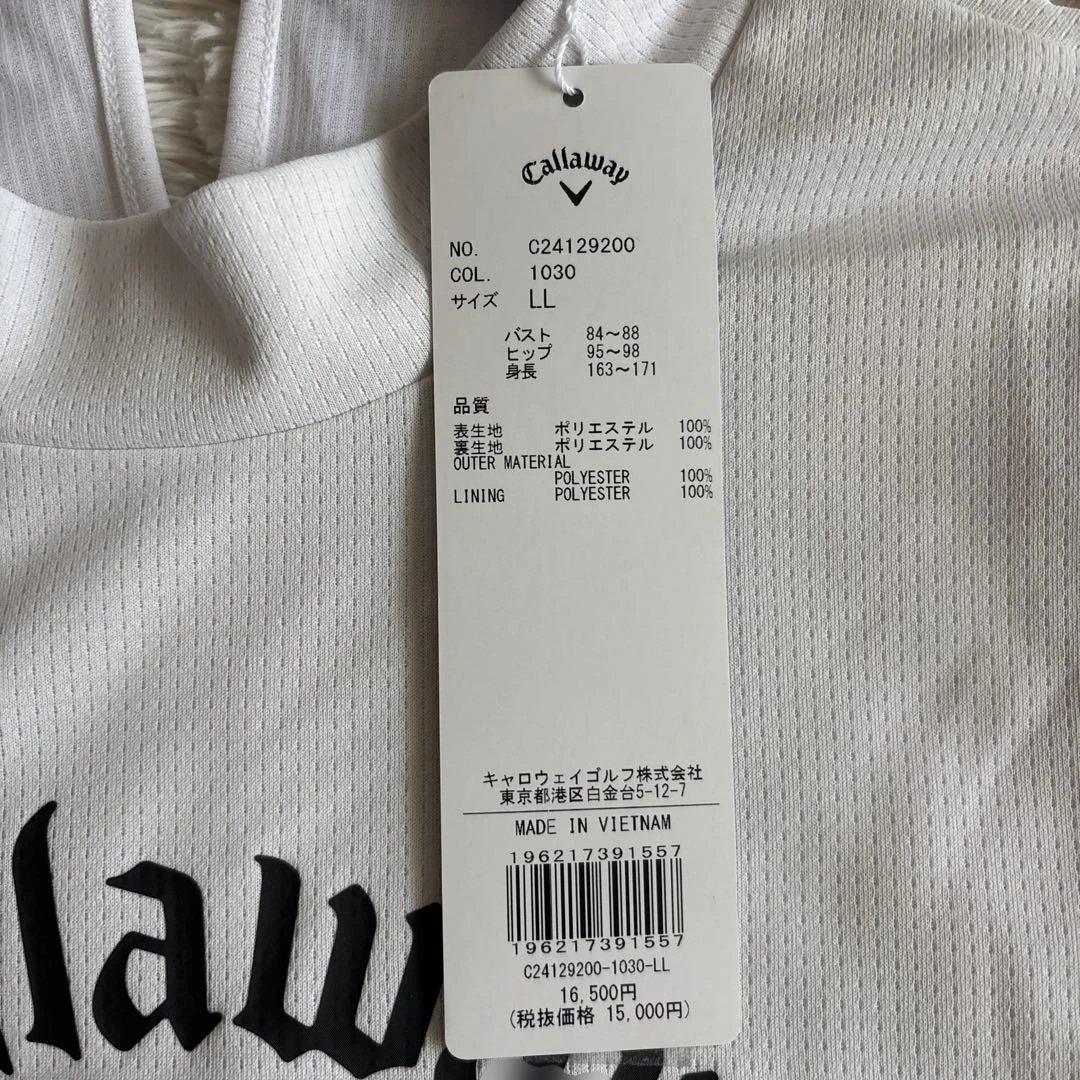 Callaway
NO. C24129200
COL. 1030
サイズ LL
バスト 84～88
ヒップ 95～98
身長 163～171
品質
表生地 ポリエステル 100%
裏生地 ポリエステル 100%
OUTER MATERIAL
POLYESTER 100%
LINING POLYESTER 100%
キャロウェイゴルフ株式会社
東京都港区白金台5-12-7
MADE IN VIETNAM
196217391557
196217391557
C24129200-1030-LL
16,500円
(税抜価格 15,000円)
law